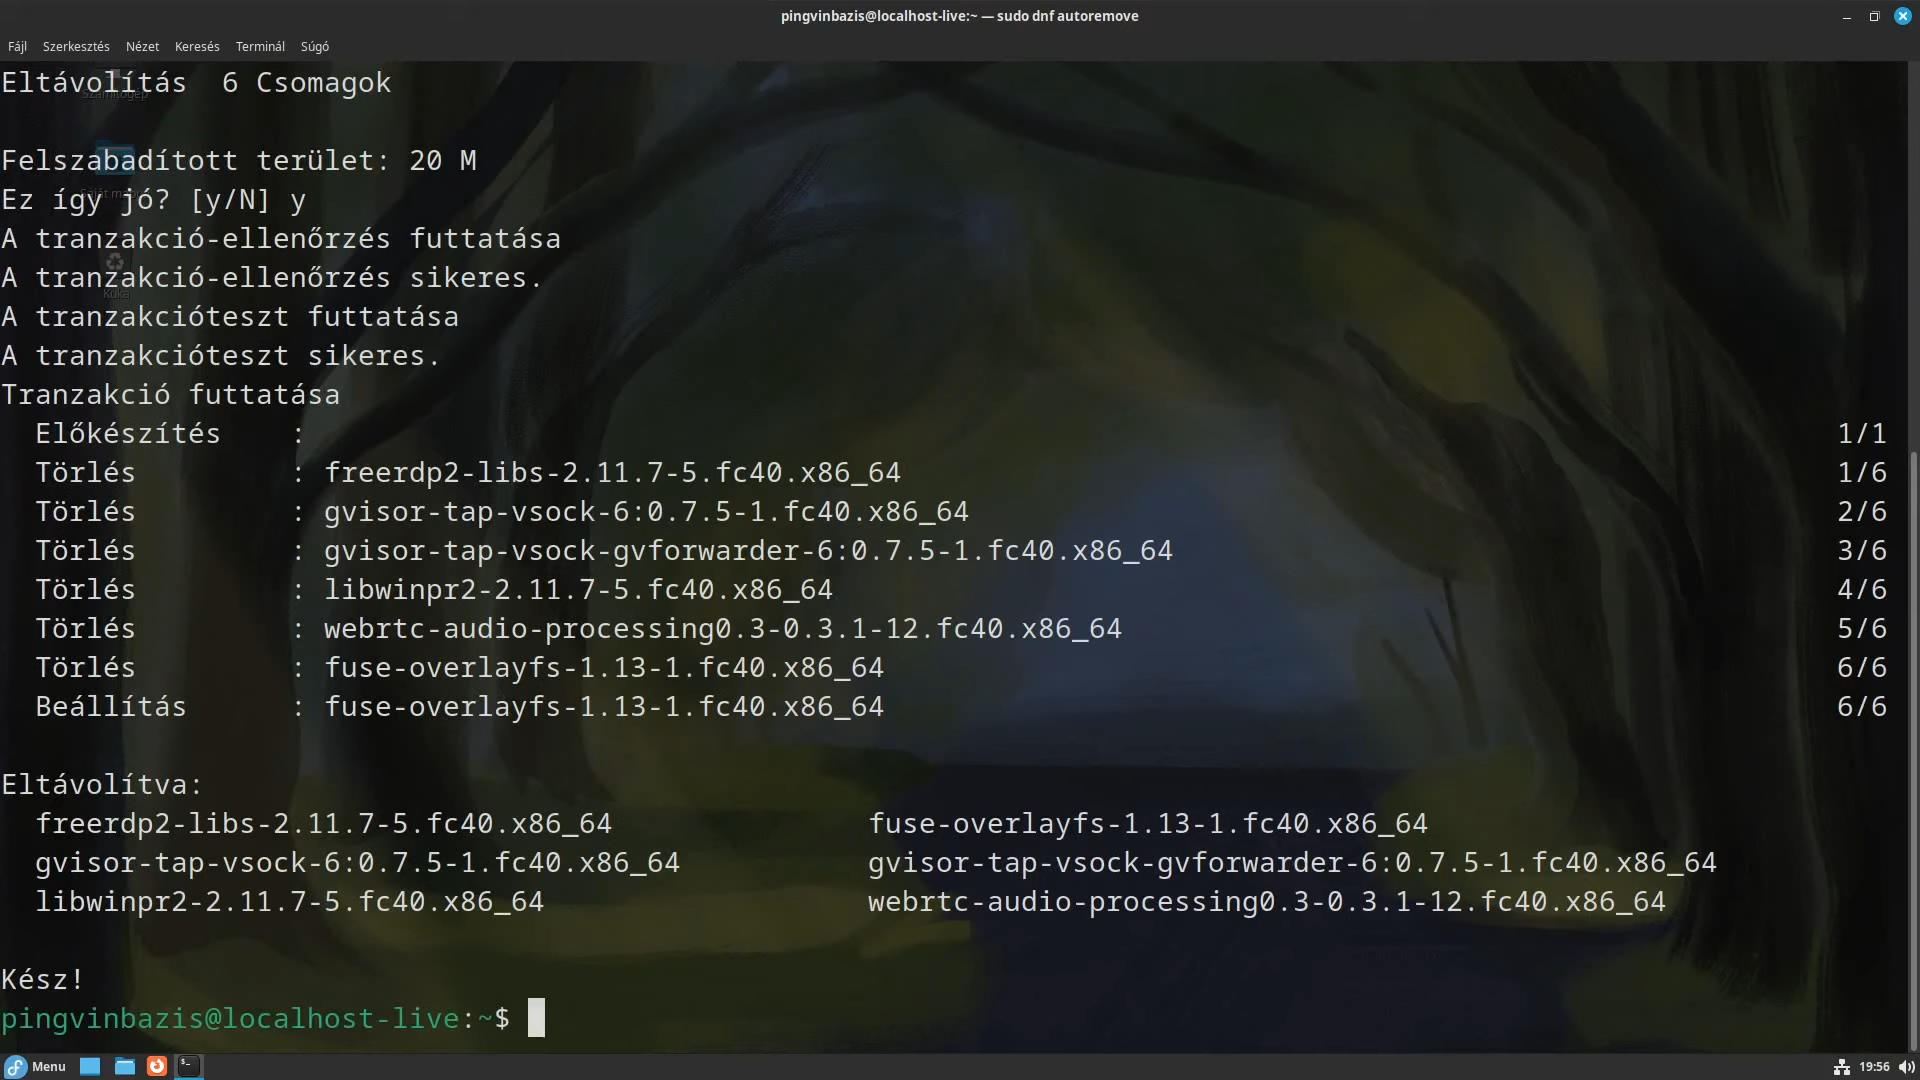 pingvinbazis@localhost-live:~ — sudo dnf autoremove
Fájl Szerkesztés Nézet Keresés Terminál Súgó
Eltávolítás  6 Csomagok
Számítógép
Felszabadított terület: 20 M
Ez így jó? [y/N] y
A tranzakció-ellenőrzés futtatása
A tranzakció-ellenőrzés sikeres.
Kuka
A tranzakcióteszt futtatása
A tranzakcióteszt sikeres.
Tranzakció futtatása
Előkészítés : 1/1
Törlés : freerdp2-libs-2.11.7-5.fc40.x86_64 1/6
Törlés : gvisor-tap-vsock-6:0.7.5-1.fc40.x86_64 2/6
Törlés : gvisor-tap-vsock-gvforwarder-6:0.7.5-1.fc40.x86_64 3/6
Törlés : libwinpr2-2.11.7-5.fc40.x86_64 4/6
Törlés : webrtc-audio-processing0.3-0.3.1-12.fc40.x86_64 5/6
Törlés : fuse-overlayfs-1.13-1.fc40.x86_64 6/6
Beállítás : fuse-overlayfs-1.13-1.fc40.x86_64 6/6
Eltávolítva:
freerdp2-libs-2.11.7-5.fc40.x86_64 fuse-overlayfs-1.13-1.fc40.x86_64
gvisor-tap-vsock-6:0.7.5-1.fc40.x86_64 gvisor-tap-vsock-gvforwarder-6:0.7.5-1.fc40.x86_64
libwinpr2-2.11.7-5.fc40.x86_64 webrtc-audio-processing0.3-0.3.1-12.fc40.x86_64
Kész!
pingvinbazis@localhost-live:~$
Menu 19:56